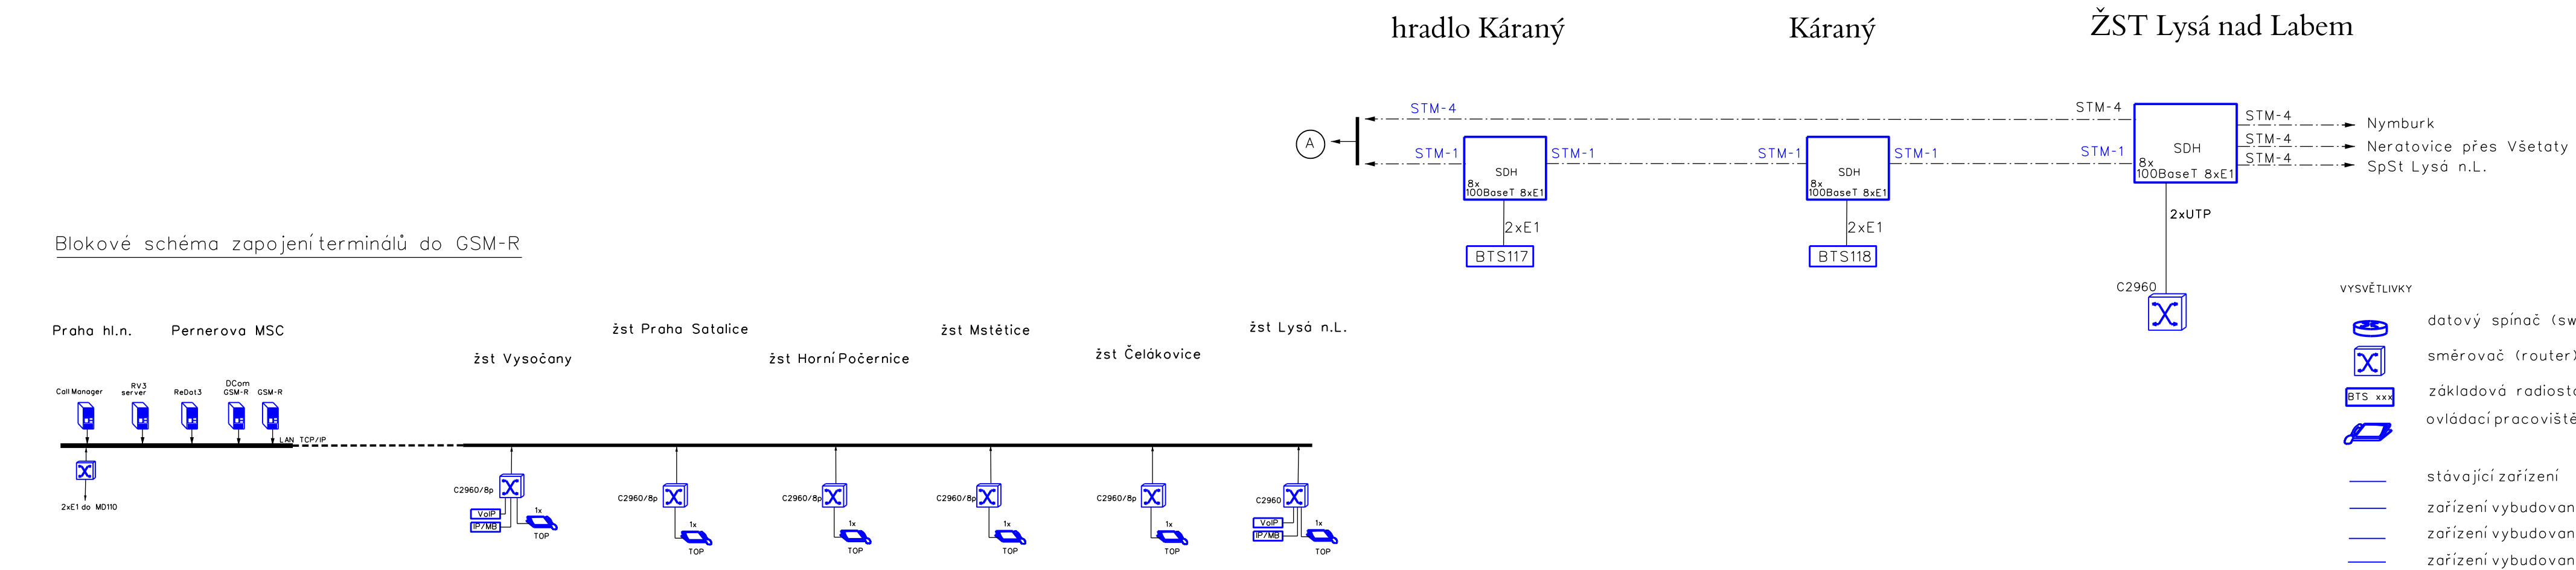 hradlo Káraný
Káraný
ŽST Lysá nad Labem
STM-4
STM-4
STM-4
Nymburk
STM-4
Neratovice přes Všetaty
STM-4
SpSt Lysá n.L.
A
STM-1
STM-1
STM-1
STM-1
STM-1
SDH
8x
100BaseT 8xE1
SDH
8x
100BaseT 8xE1
SDH
8x
100BaseT 8xE1
2xE1
2xE1
2xUTP
BTS117
BTS118
C2960
Blokové schéma zapojení terminálů do GSM-R
Praha hl.n.
Pernerova MSC
žst Vysočany
žst Praha Satalice
žst Horní Počernice
žst Mstětice
žst Čelákovice
žst Lysá n.L.
Call Manager
RV3
server
ReDat3
DCom
GSM-R
GSM-R
LAN TCP/IP
2xE1 do MD110
C2960/8p
VoIP
IP/MB
1x
TOP
C2960/8p
1x
TOP
C2960/8p
1x
TOP
C2960/8p
1x
TOP
C2960/8p
1x
TOP
C2960
VoIP
IP/MB
1x
TOP
VYSVĚTLIVKY
datový spínač (sw
směrovač (router)
BTS xxx
základová radiosta
ovládací pracoviště
stávající zařízení
zařízení vybudovan
zařízení vybudovan
zařízení vybudovan